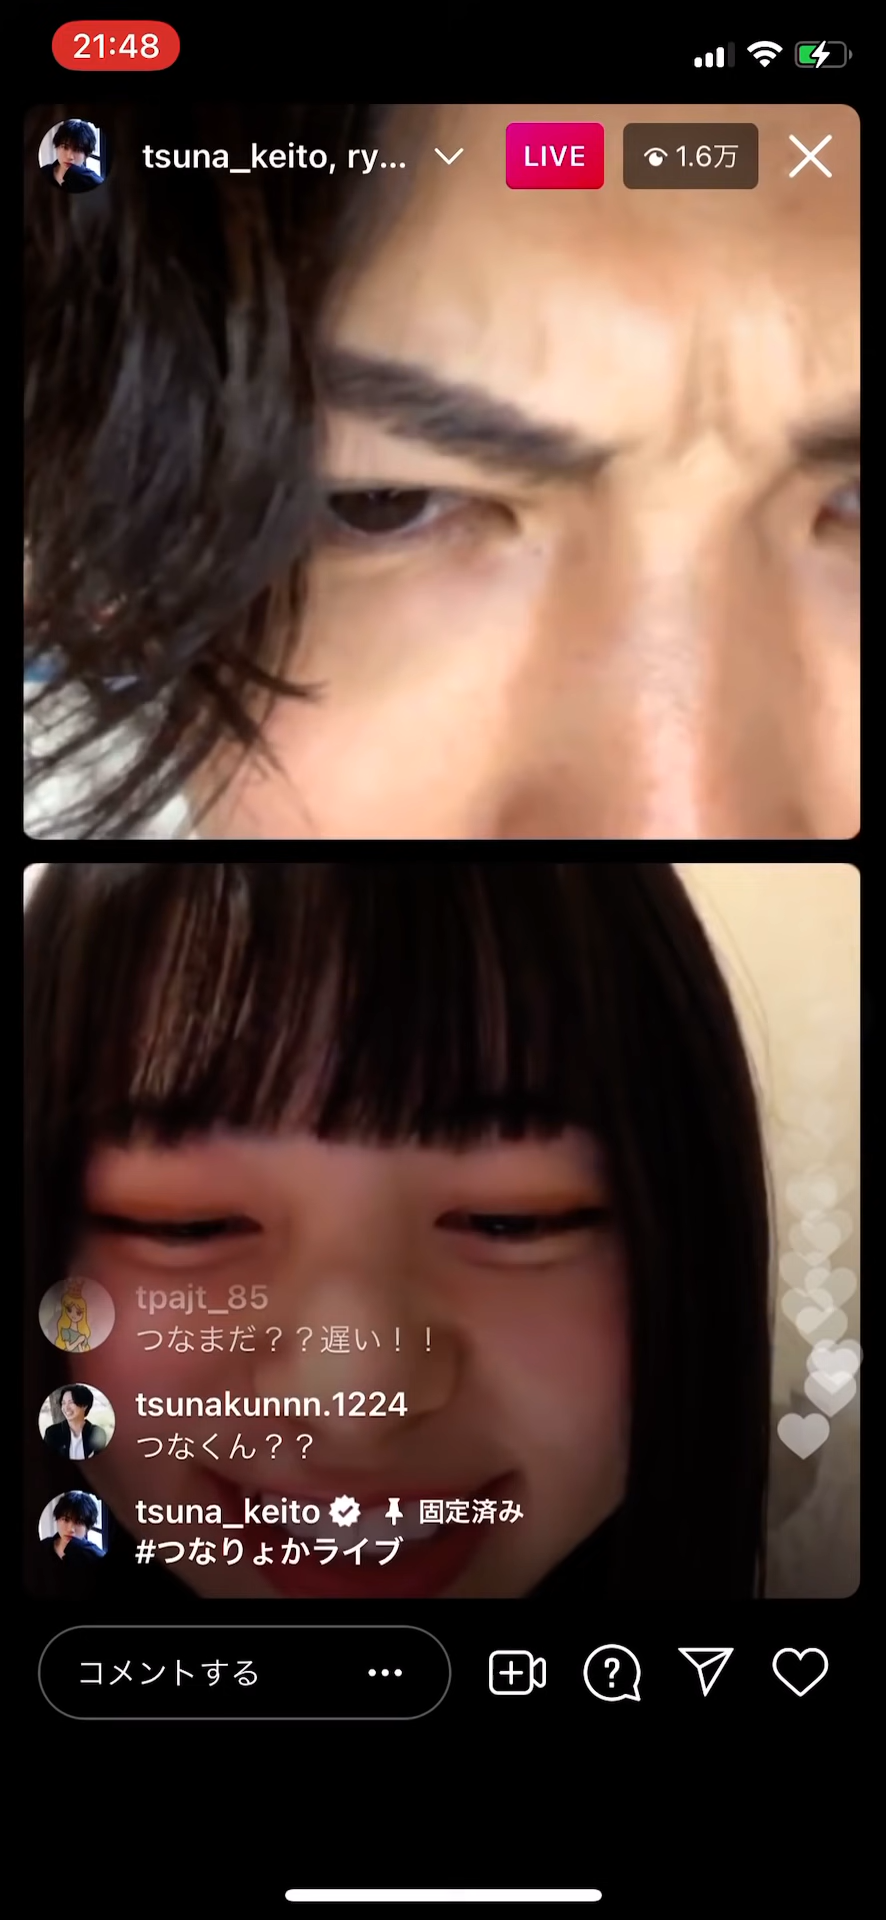 21:48
tsuna_keito, ry...
LIVE
1.6万
tpajt_85
つなまだ？？遅い！！
tsunakunnn.1224
つなくん？？
tsuna_keito 固定済み
#つなりょかライブ
コメントする